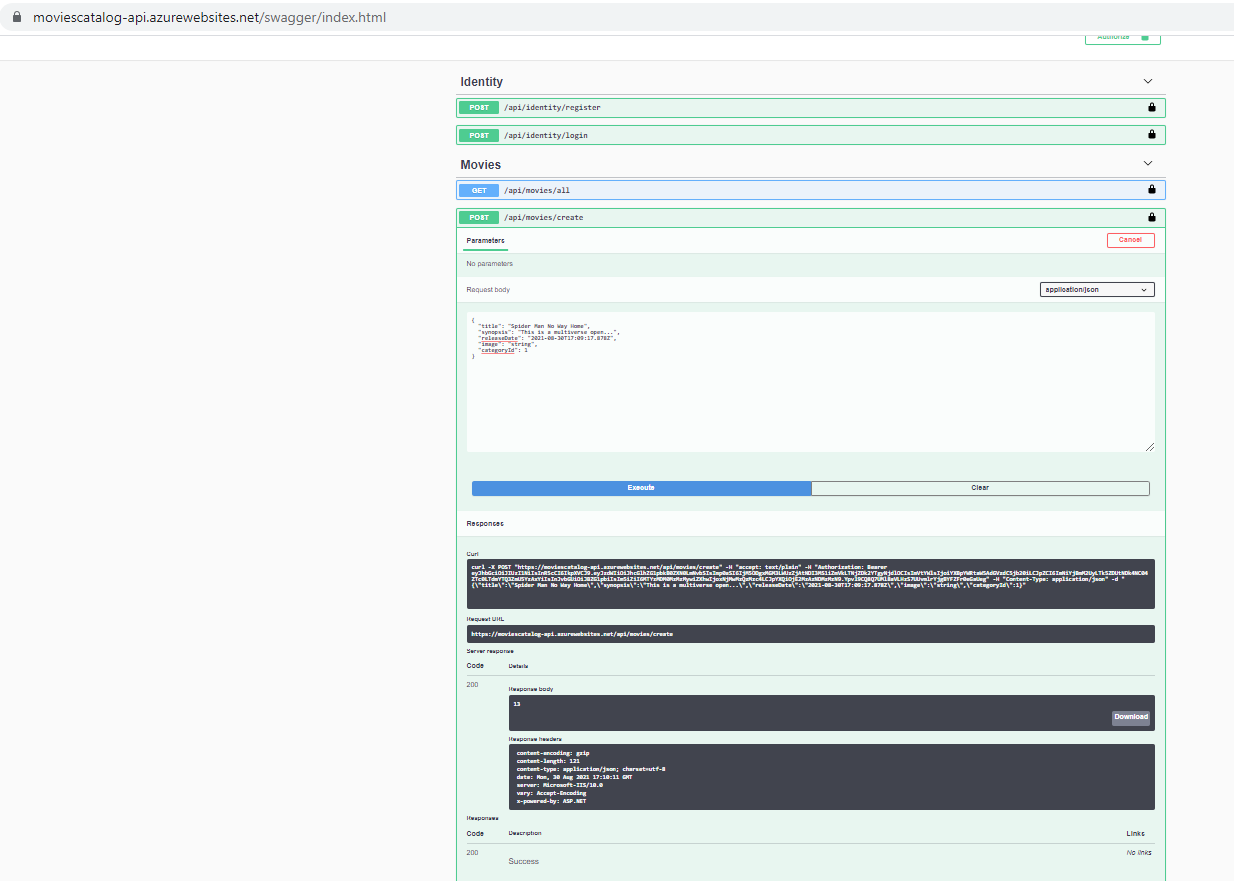 moviescatalog-api.azurewebsites.net/swagger/index.html
Authorize
Identity
POST /api/identity/register
POST /api/identity/login
Movies
GET /api/movies/all
POST /api/movies/create
Parameters
Cancel
No parameters
Request body
application/json
{
"title": "Spider Man No Way Home",
"synopsis": "This is a multiverse open...",
"releaseDate": "2021-08-30T17:09:17.878Z",
"image": "string",
"categoryId": 1
}
Execute
Clear
Responses
Curl
curl -X POST "https://moviescatalog-api.azurewebsites.net/api/movies/create" -H "accept: text/plain" -H "Authorization: Bearer
-H "Content-Type: application/json" -d "
{\"title\":\"Spider Man No Way Home\",\"synopsis\":\"This is a multiverse open...\",\"releaseDate\":\"2021-08-30T17:09:17.878Z\",\"image\":\"string\",\"categoryId\":1}"
Request URL
https://moviescatalog-api.azurewebsites.net/api/movies/create
Server response
Code Details
200
Response body
13
Download
Response headers
content-encoding: gzip
content-length: 121
content-type: application/json; charset=utf-8
date: Mon, 30 Aug 2021 17:10:11 GMT
server: Microsoft-IIS/10.0
vary: Accept-Encoding
x-powered-by: ASP.NET
Responses
Code Description Links
200
Success
No links